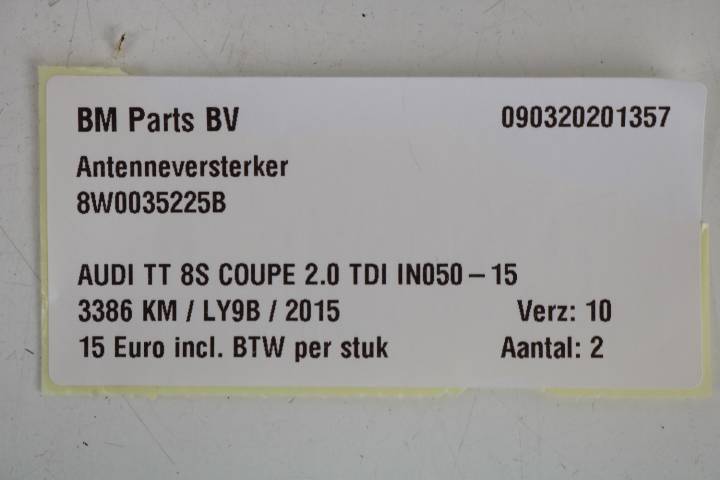 BM Parts BV 090320201357
Antenneversterker
8W0035225B
AUDI TT 8S COUPE 2.0 TDI IN050 – 15
3386 KM / LY9B / 2015 Verz: 10
15 Euro incl. BTW per stuk Aantal: 2